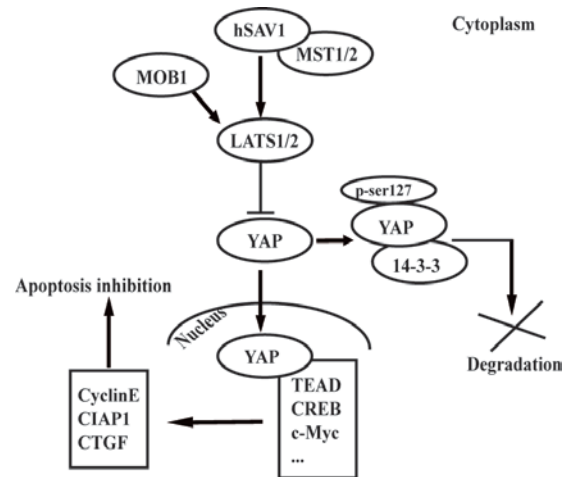 hSAV1
Cytoplasm
MST1/2
MOB1
LATS1/2
p-ser127
YAP
YAP
14-3-3
Apoptosis inhibition
Nucleus
YAP
Degradation
TEAD
CREB
c-Myc
...
CyclinE
CIAP1
CTGF